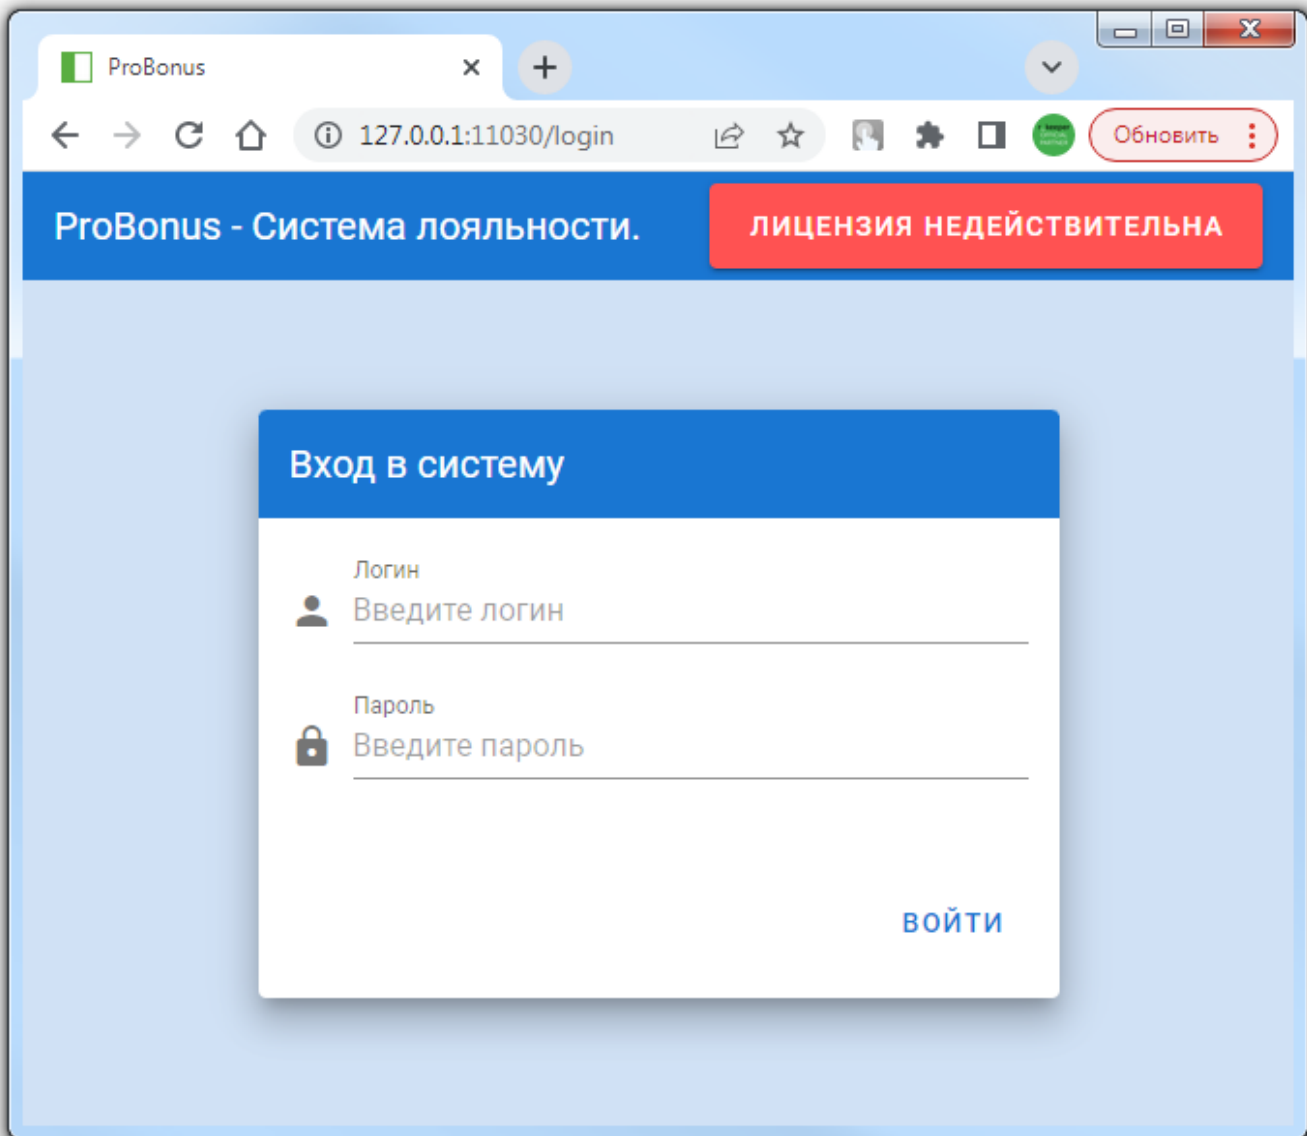 ProBonus
127.0.0.1:11030/login
Обновить
ProBonus - Система лояльности.
ЛИЦЕНЗИЯ НЕДЕЙСТВИТЕЛЬНА
Вход в систему
Логин
Введите логин
Пароль
Введите пароль
ВОЙТИ